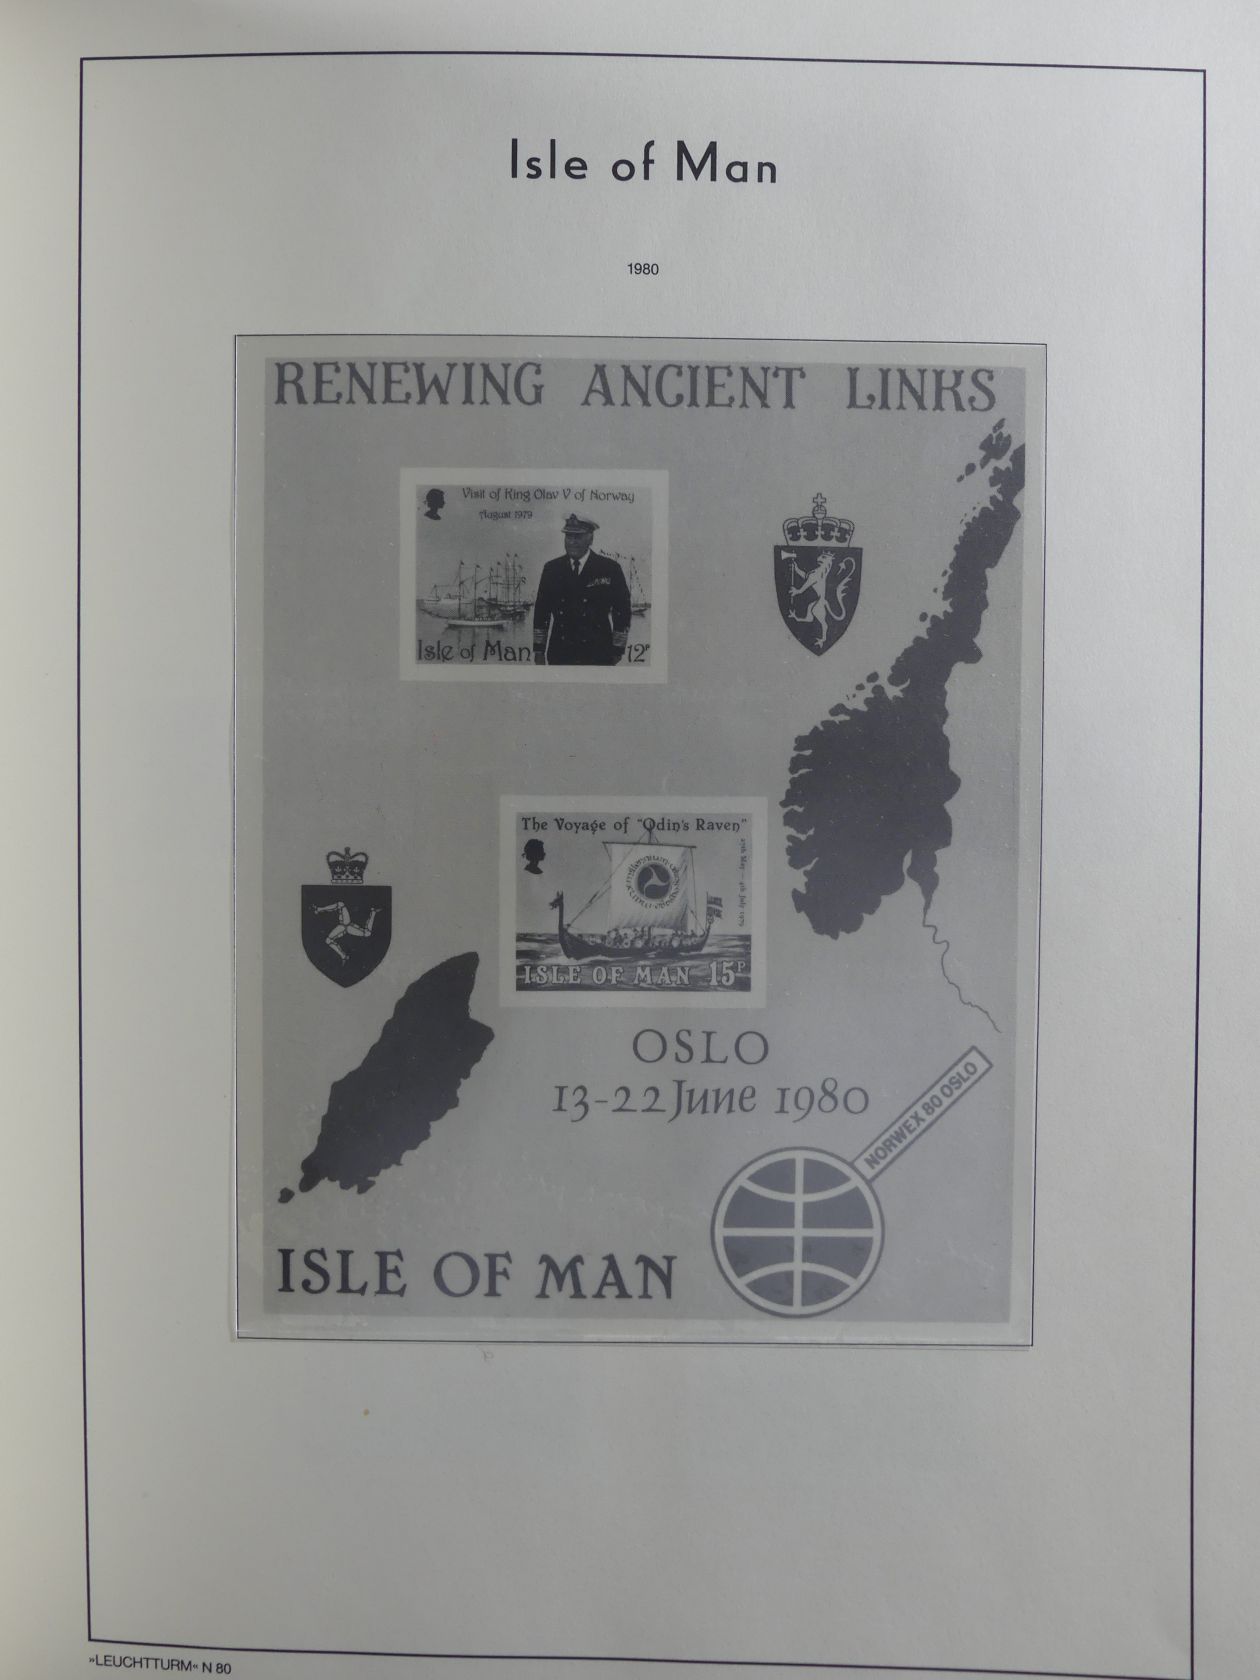 Isle of Man
1980
RENEWING ANCIENT LINKS
Visit of King Olav V of Norway
August 1979
Isle of Man 12P
The Voyage of "Odin's Raven"
ISLE OF MAN 15P
OSLO
13-22 June 1980
NORWEX 80 OSLO
ISLE OF MAN
»LEUCHTTURM« N 80